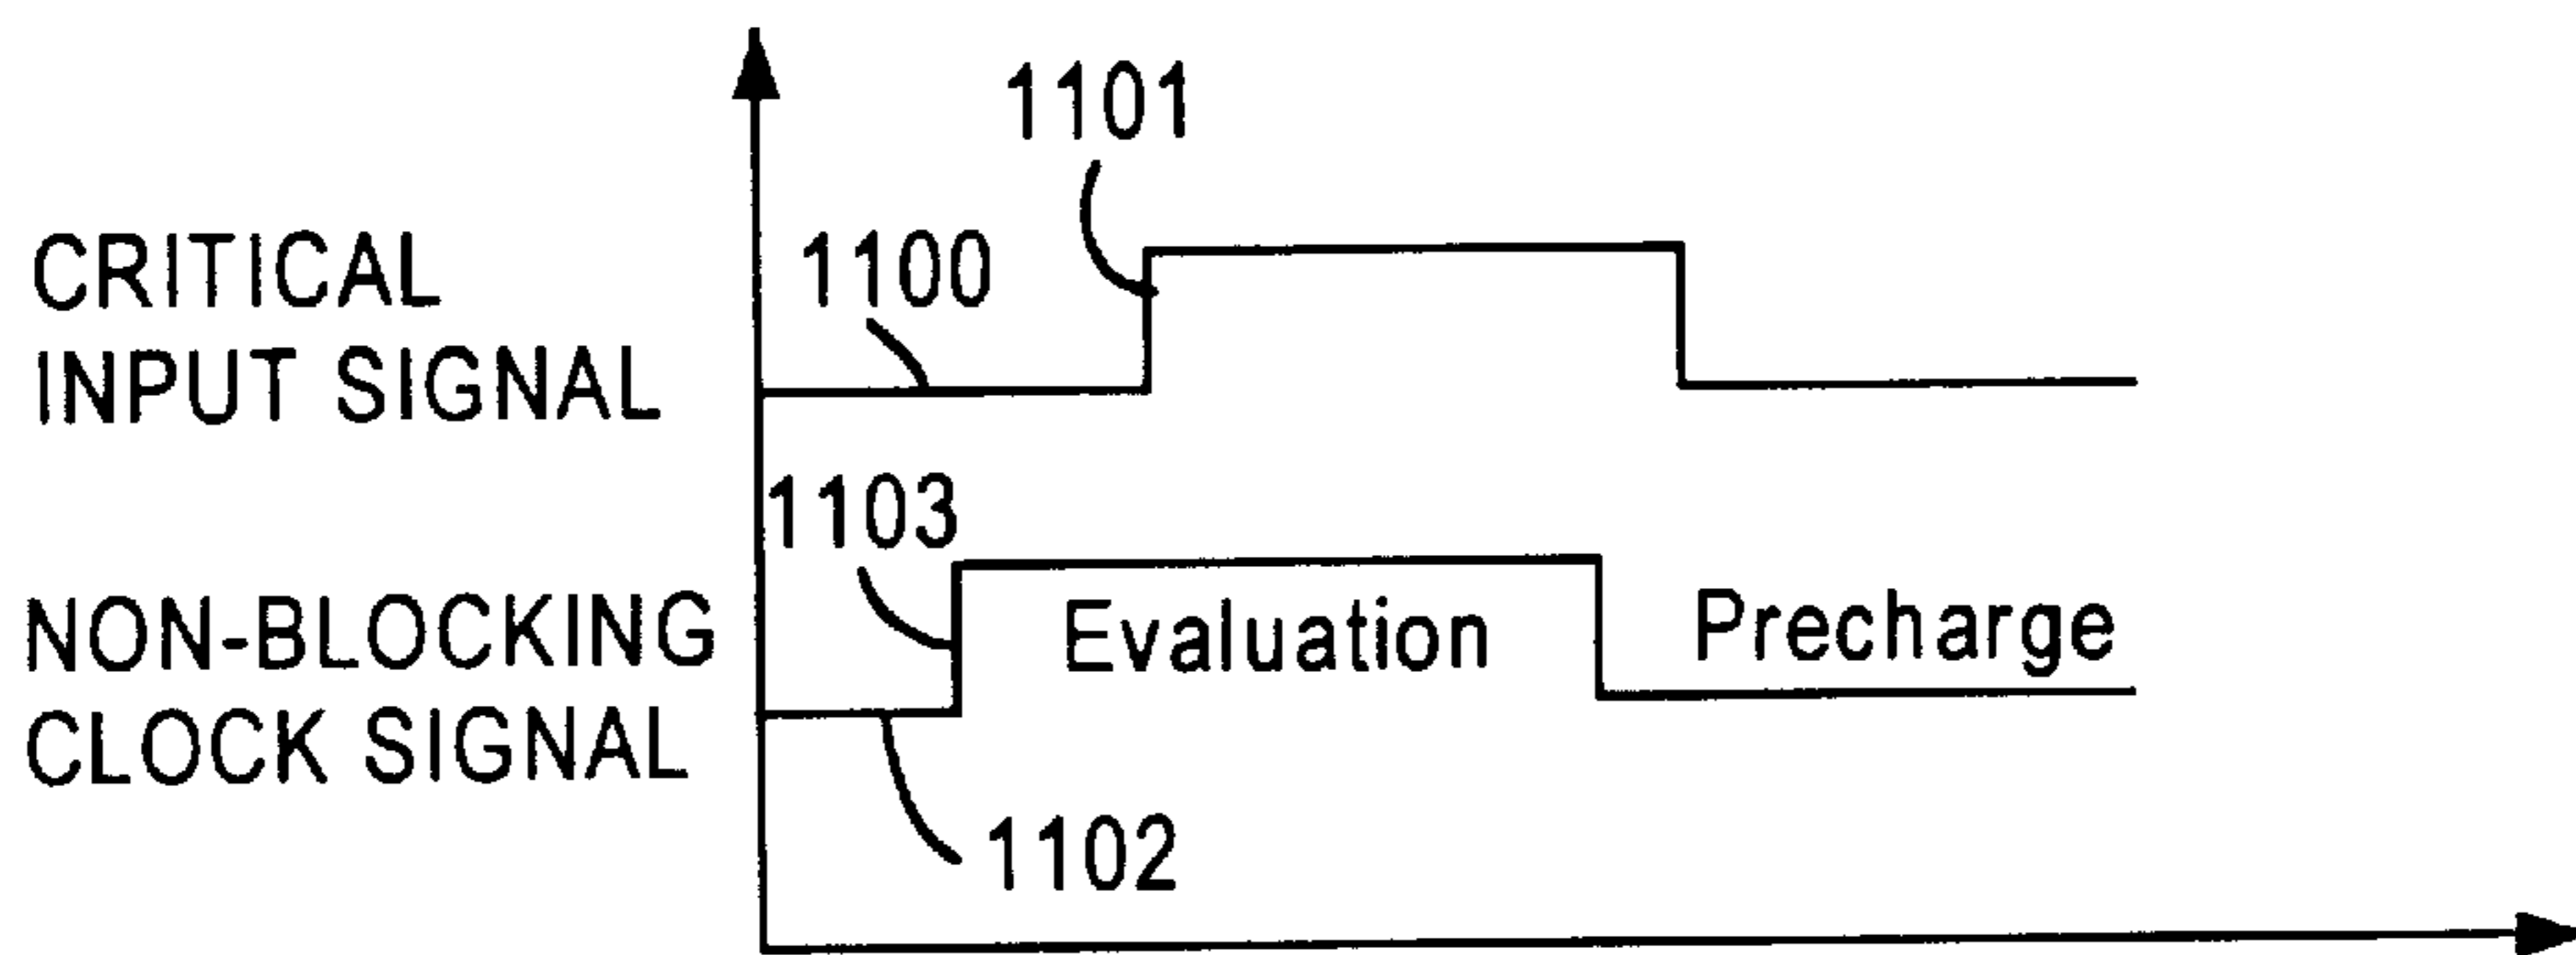 1101
1100
CRITICAL
INPUT SIGNAL
1103
NON-BLOCKING
CLOCK SIGNAL
Evaluation
Precharge
1102